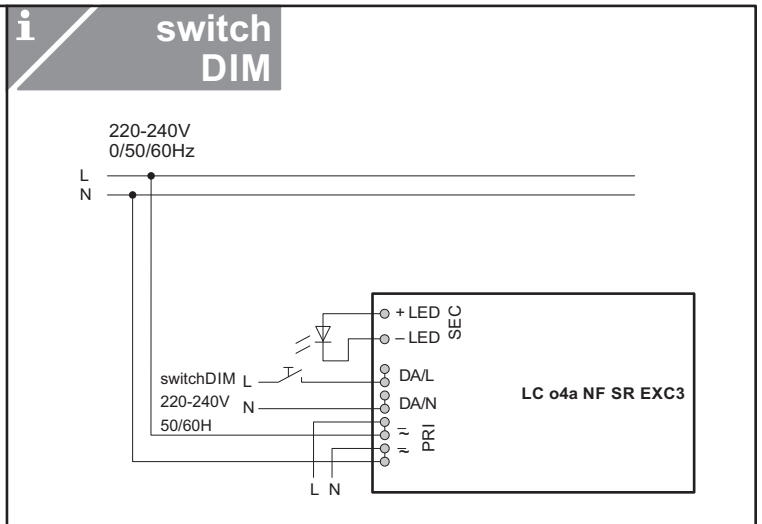 i
switch
DIM
220-240V
0/50/60Hz
L
N
+ LED
– LED
SEC
switchDIM L
DA/L
220-240V N
DA/N
50/60H
PRI
LC o4a NF SR EXC3
L N